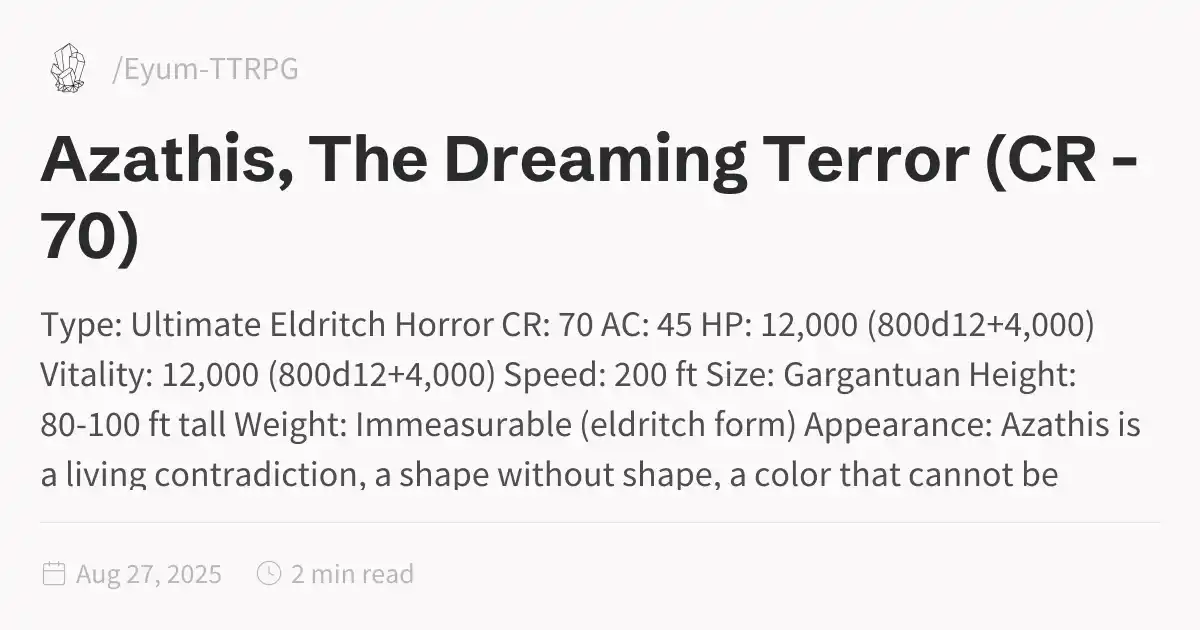 /Eyum-TTRPG
Azathis, The Dreaming Terror (CR -
70)
Type: Ultimate Eldritch Horror CR: 70 AC: 45 HP: 12,000 (800d12+4,000)
Vitality: 12,000 (800d12+4,000) Speed: 200 ft Size: Gargantuan Height:
80-100 ft tall Weight: Immeasurable (eldritch form) Appearance: Azathis is
a living contradiction, a shape without shape, a color that cannot be
Aug 27, 2025
2 min read